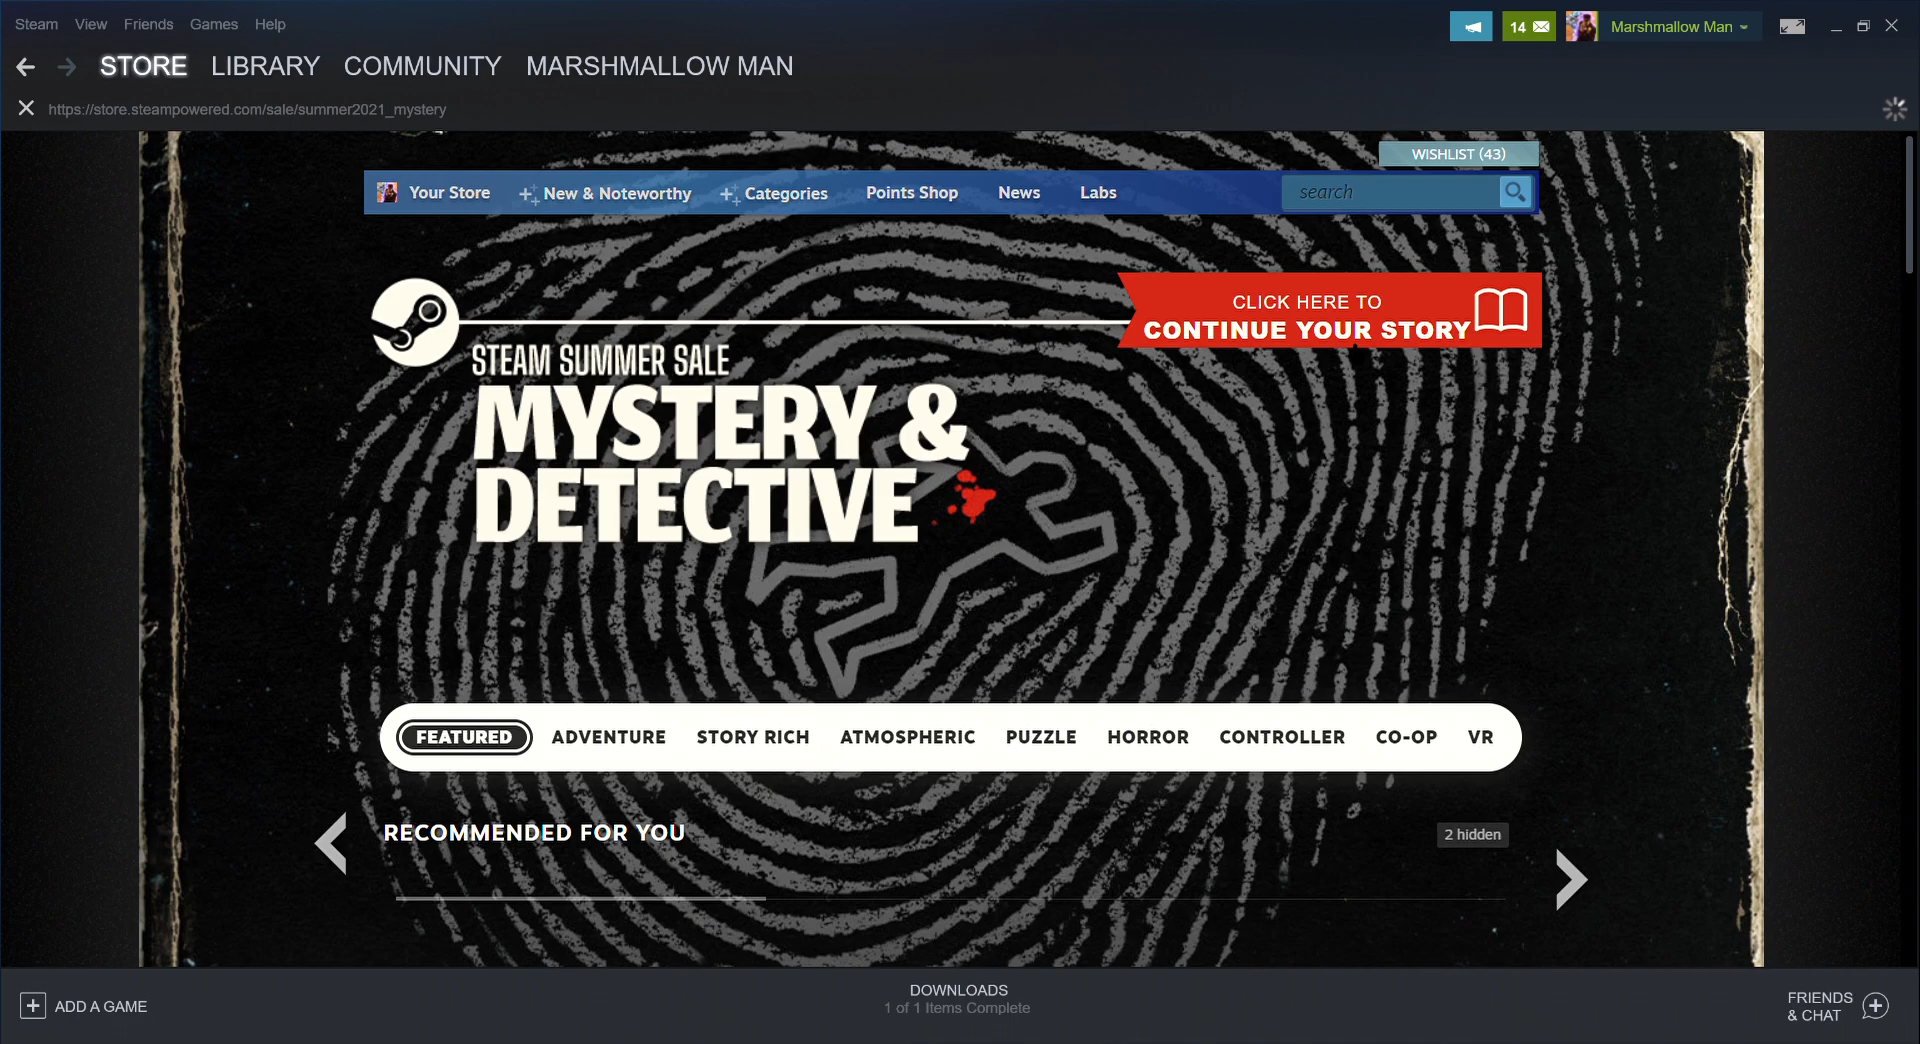 Steam View Friends Games Help
14
Marshmallow Man
STORE LIBRARY COMMUNITY MARSHMALLOW MAN
https://store.steampowered.com/sale/summer2021_mystery
WISHLIST (43)
Your Store New & Noteworthy Categories Points Shop News Labs search
CLICK HERE TO
CONTINUE YOUR STORY
STEAM SUMMER SALE
MYSTERY &
DETECTIVE
FEATURED ADVENTURE STORY RICH ATMOSPHERIC PUZZLE HORROR CONTROLLER CO-OP VR
RECOMMENDED FOR YOU
2 hidden
ADD A GAME
DOWNLOADS
1 of 1 Items Complete
FRIENDS
& CHAT